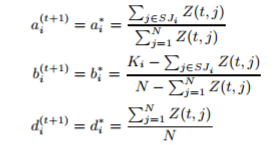 a_i^{(t+1)} = a_i^* = \frac{\sum_{j \in SJ_i} Z(t,j)}{\sum_{j=1}^{N} Z(t,j)}
b_i^{(t+1)} = b_i^* = \frac{K_i - \sum_{j \in SJ_i} Z(t,j)}{N - \sum_{j=1}^{N} Z(t,j)}
d_i^{(t+1)} = d_i^* = \frac{\sum_{j=1}^{N} Z(t,j)}{N}